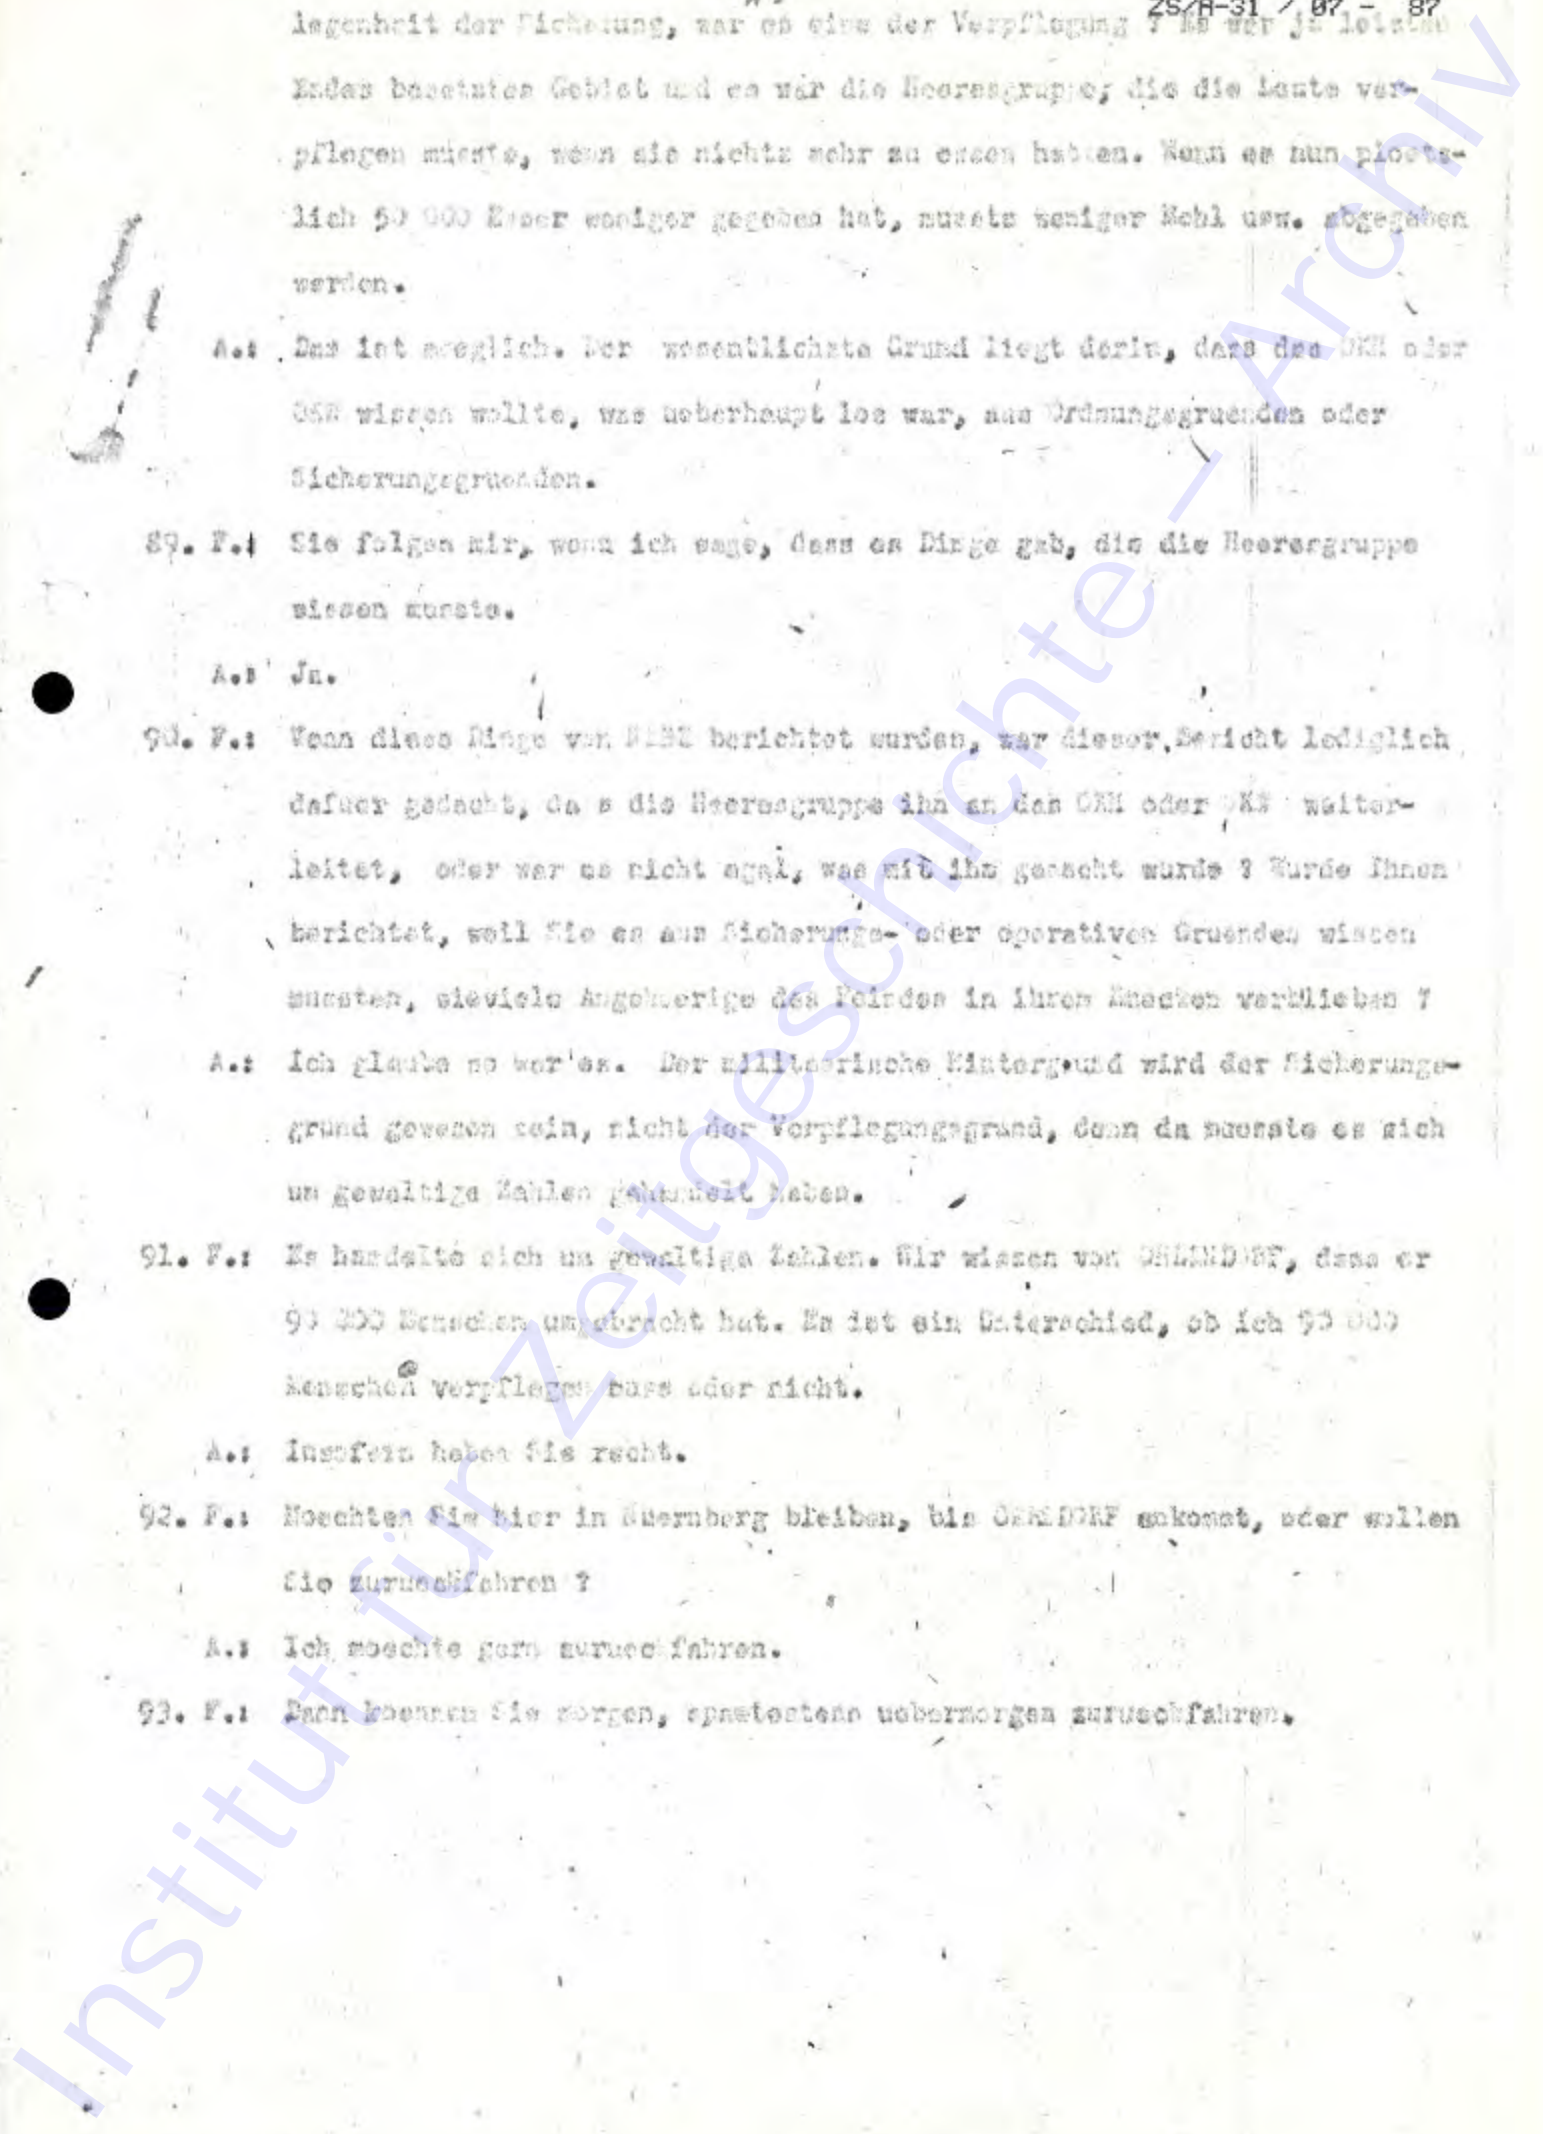 ZS/A-31 / 07 - 87
legenheit der Sicherung, war es eine der Verpflegung ? Es war ja letzten
Endes besetztes Gebiet und es war die Heeresgruppe, die die Leute ver-
pflegen musste, wenn sie nichts mehr zu essen hatten. Wenn es nun ploetz-
lich 50 000 Esser weniger gegeben hat, musste weniger Mehl usw. abgegeben
werden.
A.: Das ist moeglich. Der wesentlichste Grund liegt darin, dass das OKH oder
OKW wissen wollte, was ueberhaupt los war, aus Ordnungsgruenden oder
Sicherungsgruenden.
89. F.: Sie folgen mir, wenn ich sage, dass es Dinge gab, die die Heeresgruppe
wissen musste.
A.: Ja.
90. F.: Wenn diese Dinge von berichtet wurden, war dieser Bericht lediglich
dafuer gedacht, da s die Heeresgruppe ihn an das OKH oder OKW weiter-
leitet, oder war es nicht egal, was mit ihm gemacht wurde ? Wurde Ihnen
berichtet, weil Sie es aus Sicherungs- oder operativen Gruenden wissen
mussten, wieviele Angehoerige des Feindes in ihrem Ruecken verblieben ?
A.: Ich glaube so war es. Der militaerische Hintergrund wird der Sicherungs-
grund gewesen sein, nicht der Verpflegungsgrund, denn da muesste es sich
um gewaltige Zahlen gehandelt haben.
91. F.: Es handelte sich um gewaltige Zahlen. Wir wissen von OHLENDORF, dass er
90 000 Menschen umgebracht hat. Es ist ein Unterschied, ob ich 90 000
Menschen verpflegen muss oder nicht.
A.: Insofern haben Sie recht.
92. F.: Moechten Sie hier in Nuernberg bleiben, bis OHLENDORF ankommt, oder wollen
Sie zurueckfahren ?
A.: Ich moechte gern zurueckfahren.
93. F.: Dann koennen Sie morgen, spaetestens uebermorgen zurueckfahren.
Institut für Zeitgeschichte - Archiv